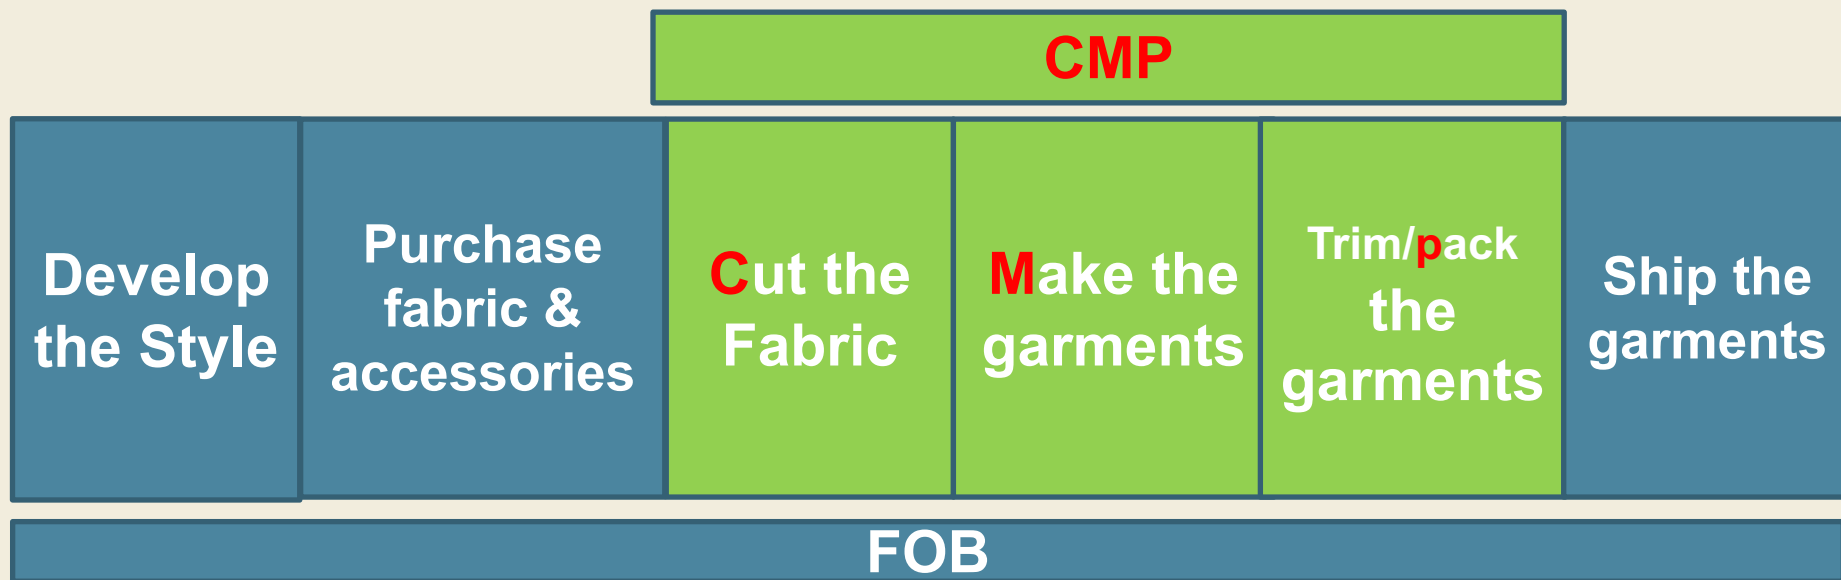 CMP
Develop
the Style
Purchase
fabric &
accessories
Cut the
Fabric
Make the
garments
Trim/pack
the
garments
Ship the
garments
FOB